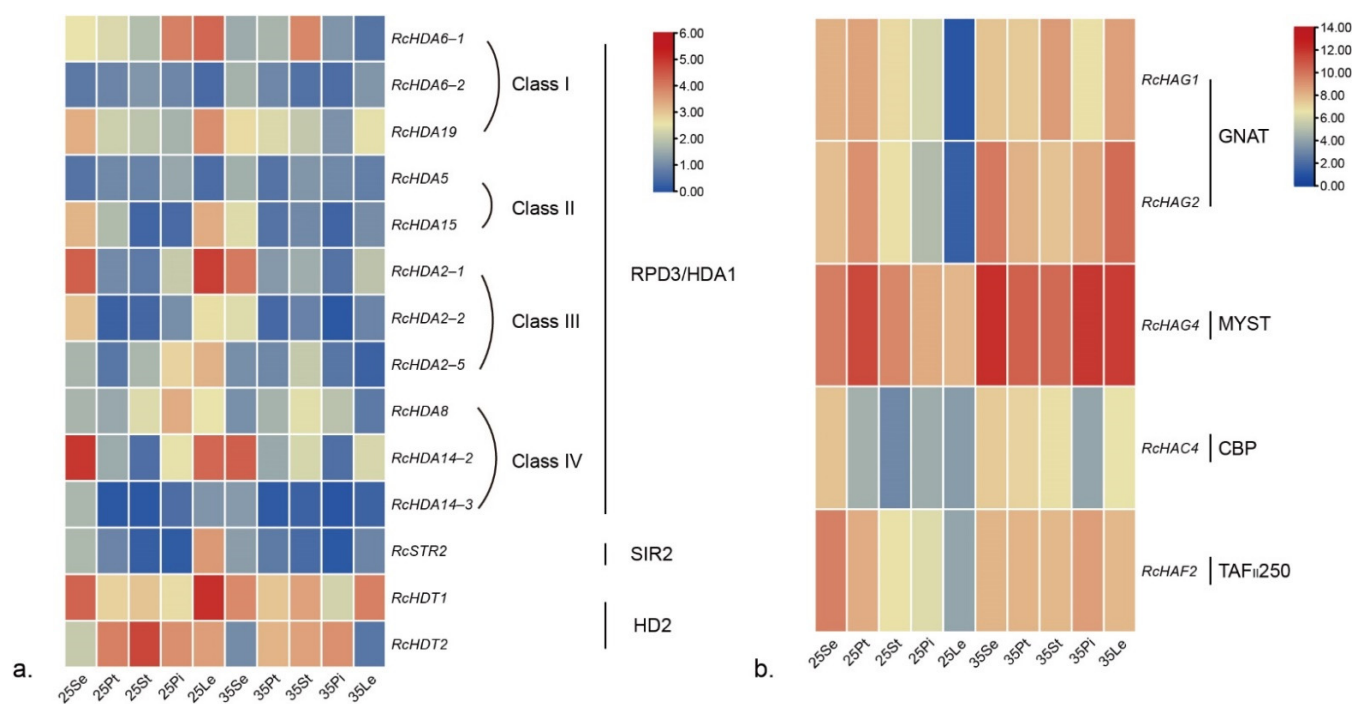 RcHDA6–1
RcHDA6–2
RcHDA19
RcHDA5
RcHDA15
RcHDA2–1
RcHDA2–2
RcHDA2–5
RcHDA8
RcHDA14–2
RcHDA14–3
RcSTR2
RcHDT1
RcHDT2
Class I
Class II
Class III
Class IV
RPD3/HDA1
SIR2
HD2
6.00
5.00
4.00
3.00
2.00
1.00
0.00
25Se 25Pt 25St 25Pi 25Le 35Se 35Pt 35St 35Pi 35Le
a.
RcHAG1
RcHAG2
RcHAG4
RcHAC4
RcHAF2
GNAT
MYST
CBP
TAFII250
14.00
12.00
10.00
8.00
6.00
4.00
2.00
0.00
25Se 25Pt 25St 25Pi 25Le 35Se 35Pt 35St 35Pi 35Le
b.